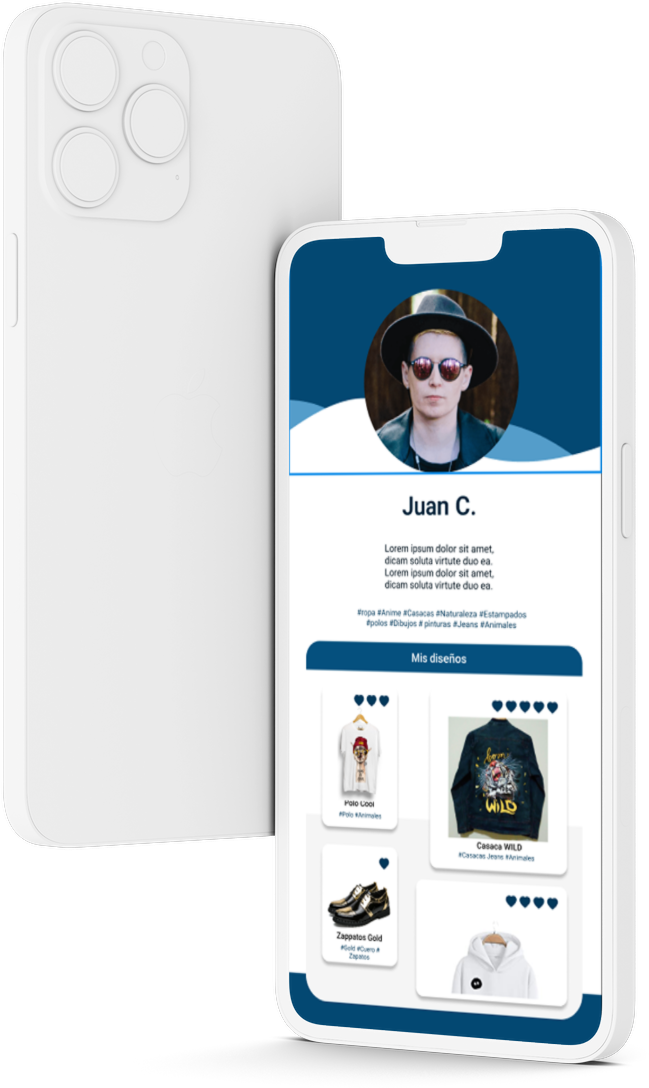 Juan C.
Lorem ipsum dolor sit amet,
dicam soluta virtute duo ea.
Lorem ipsum dolor sit amet,
dicam soluta virtute duo ea.
#ropa #Anime #Casacas #Naturaleza #Estampados
#polos #Dibujos # pinturas #Jeans #Animales
Mis diseños
Polo Cool
#Polo #Animales
Born
WILD
Casaca WILD
#Casacas Jeans #Animales
Zappatos Gold
#Gold #Cuero #
Zapatos